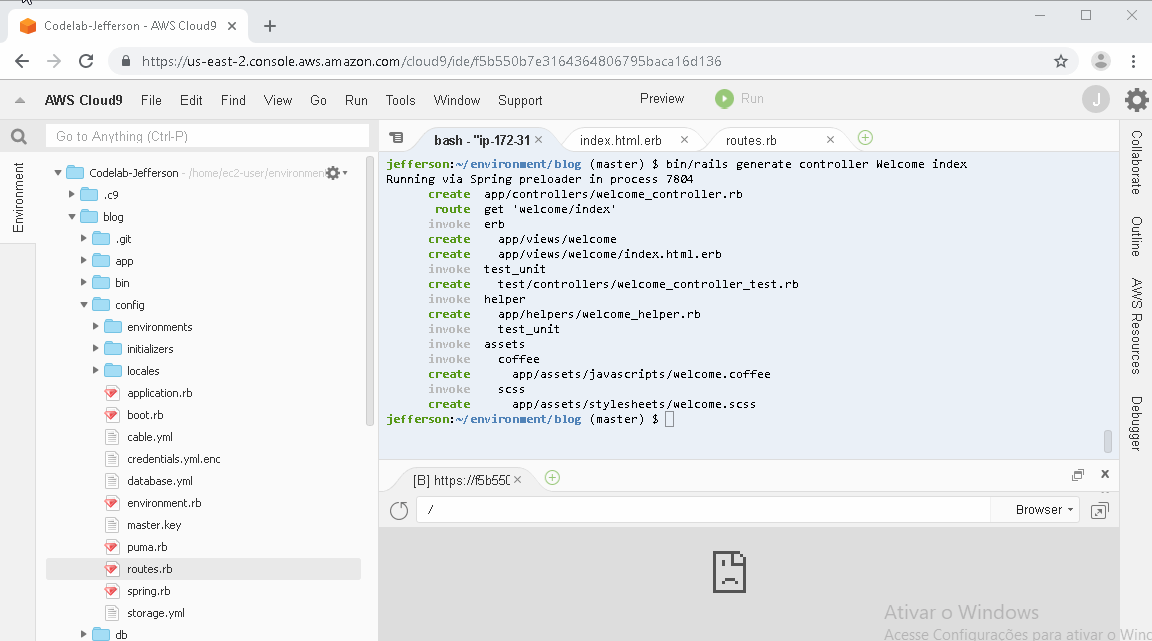 Codelab-Jefferson - AWS Cloud9
https://us-east-2.console.aws.amazon.com/cloud9/ide/f5b550b7e3164364806795baca16d136
AWS Cloud9 File Edit Find View Go Run Tools Window Support Preview Run J
Go to Anything (Ctrl-P)
bash - "ip-172-31 index.html.erb routes.rb
Environment
Codelab-Jefferson - /home/ec2-user/environmen
.c9
blog
.git
app
bin
config
environments
initializers
locales
application.rb
boot.rb
cable.yml
credentials.yml.enc
database.yml
environment.rb
master.key
puma.rb
routes.rb
spring.rb
storage.yml
db
jefferson:~/environment/blog (master) $ bin/rails generate controller Welcome index
Running via Spring preloader in process 7804
create app/controllers/welcome_controller.rb
route get 'welcome/index'
invoke erb
create app/views/welcome
create app/views/welcome/index.html.erb
invoke test_unit
create test/controllers/welcome_controller_test.rb
invoke helper
create app/helpers/welcome_helper.rb
invoke test_unit
invoke assets
invoke coffee
create app/assets/javascripts/welcome.coffee
invoke scss
create app/assets/stylesheets/welcome.scss
jefferson:~/environment/blog (master) $
[B] https://f5b550
/ Browser
Collaborate
Outline
AWS Resources
Debugger
Ativar o Windows
Acesse Configurações para ativar o Winc